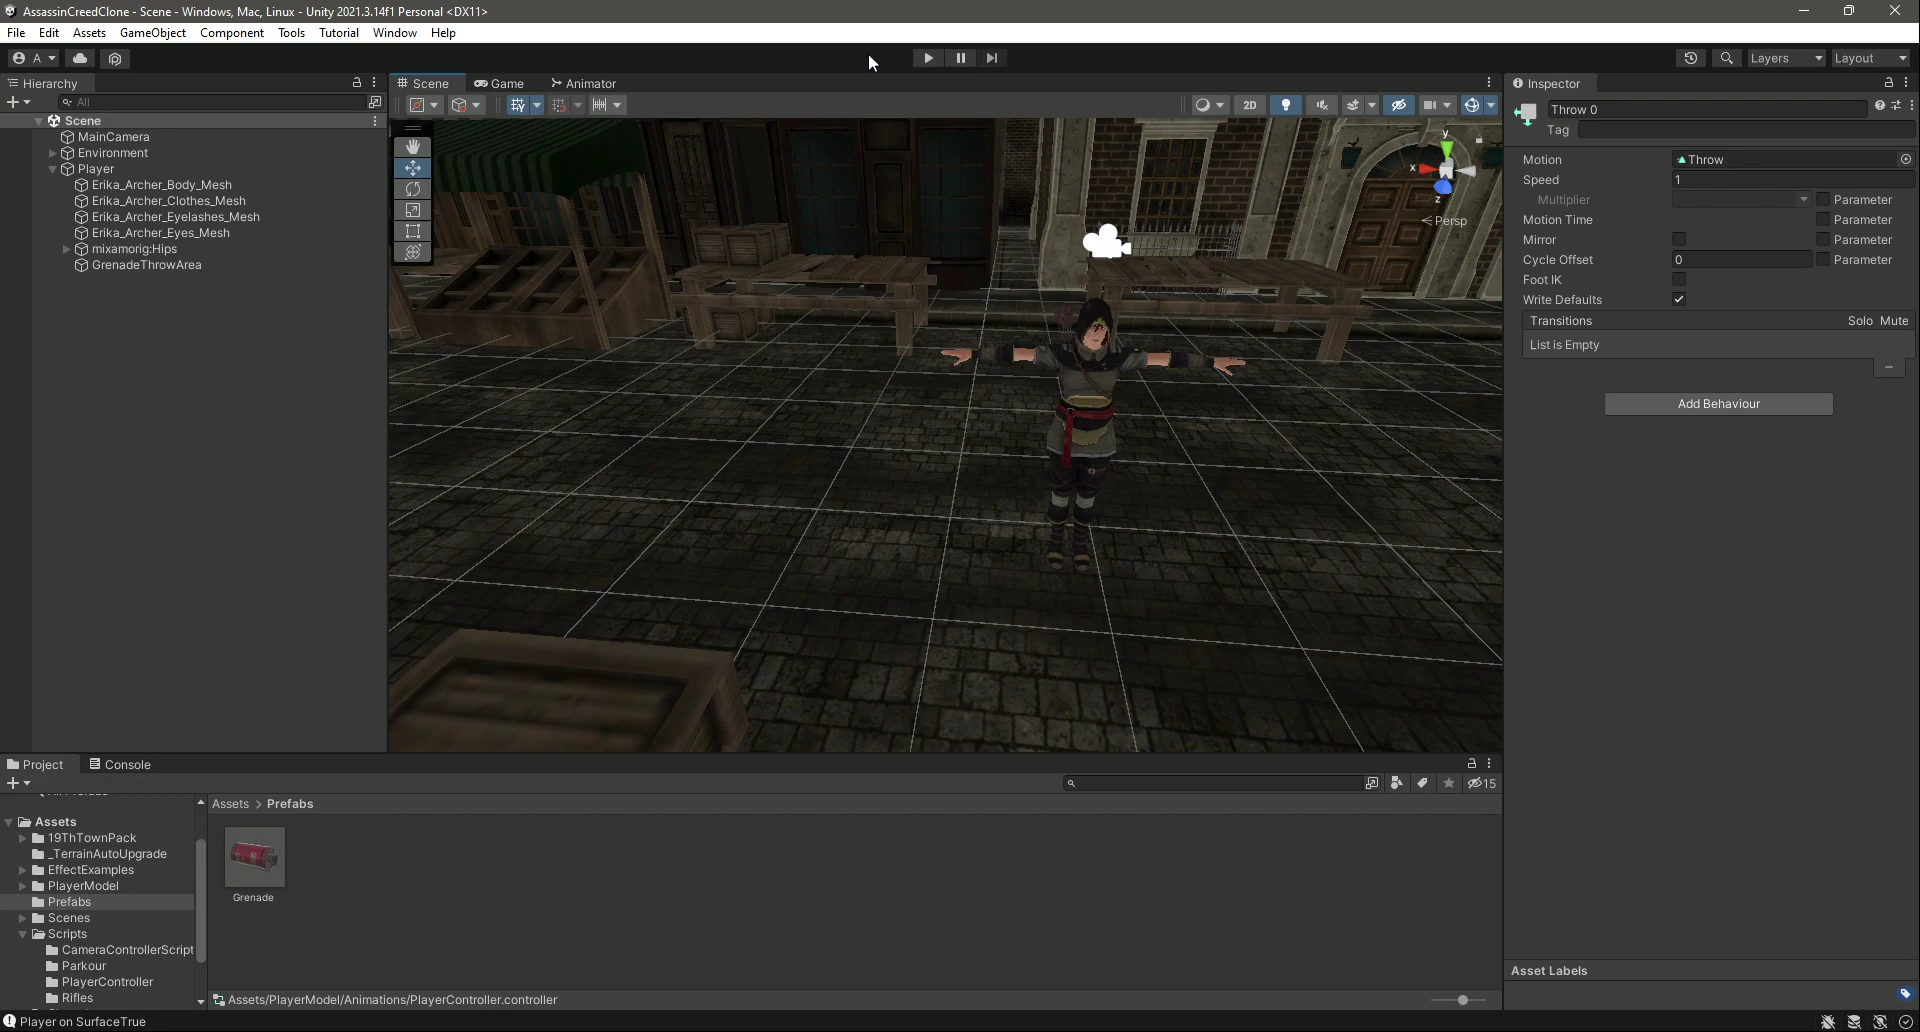 AssassinCreedClone - Scene - Windows, Mac, Linux - Unity 2021.3.14f1 Personal <DX11>
File Edit Assets GameObject Component Tools Tutorial Window Help
A
Layers
Layout
Hierarchy
Scene
Game
Animator
Inspector
All
2D
Throw 0
Tag
Scene
MainCamera
Environment
Player
Erika_Archer_Body_Mesh
Erika_Archer_Clothes_Mesh
Erika_Archer_Eyelashes_Mesh
Erika_Archer_Eyes_Mesh
mixamorig:Hips
GrenadeThrowArea
y
x
z
Persp
Motion Throw
Speed 1
Multiplier Parameter
Motion Time Parameter
Mirror Parameter
Cycle Offset 0 Parameter
Foot IK
Write Defaults
Transitions Solo Mute
List is Empty
Add Behaviour
Project
Console
15
Assets > Prefabs
Assets
19ThTownPack
_TerrainAutoUpgrade
EffectExamples
PlayerModel
Prefabs
Scenes
Scripts
CameraControllerScript
Parkour
PlayerController
Rifles
Grenade
Assets/PlayerModel/Animations/PlayerController.controller
Asset Labels
Player on SurfaceTrue